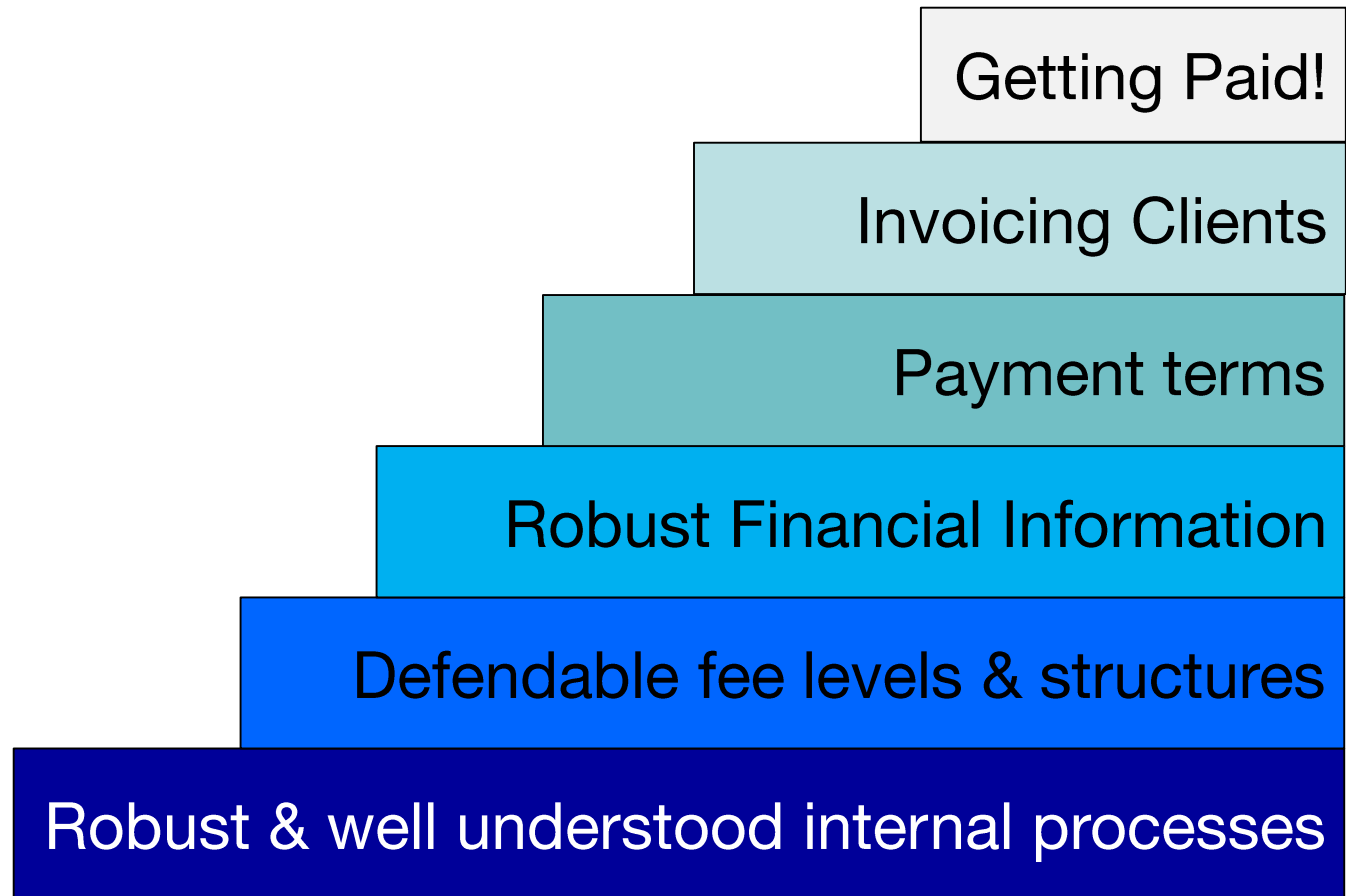 Getting Paid!
Invoicing Clients
Payment terms
Robust Financial Information
Defendable fee levels & structures
Robust & well understood internal processes